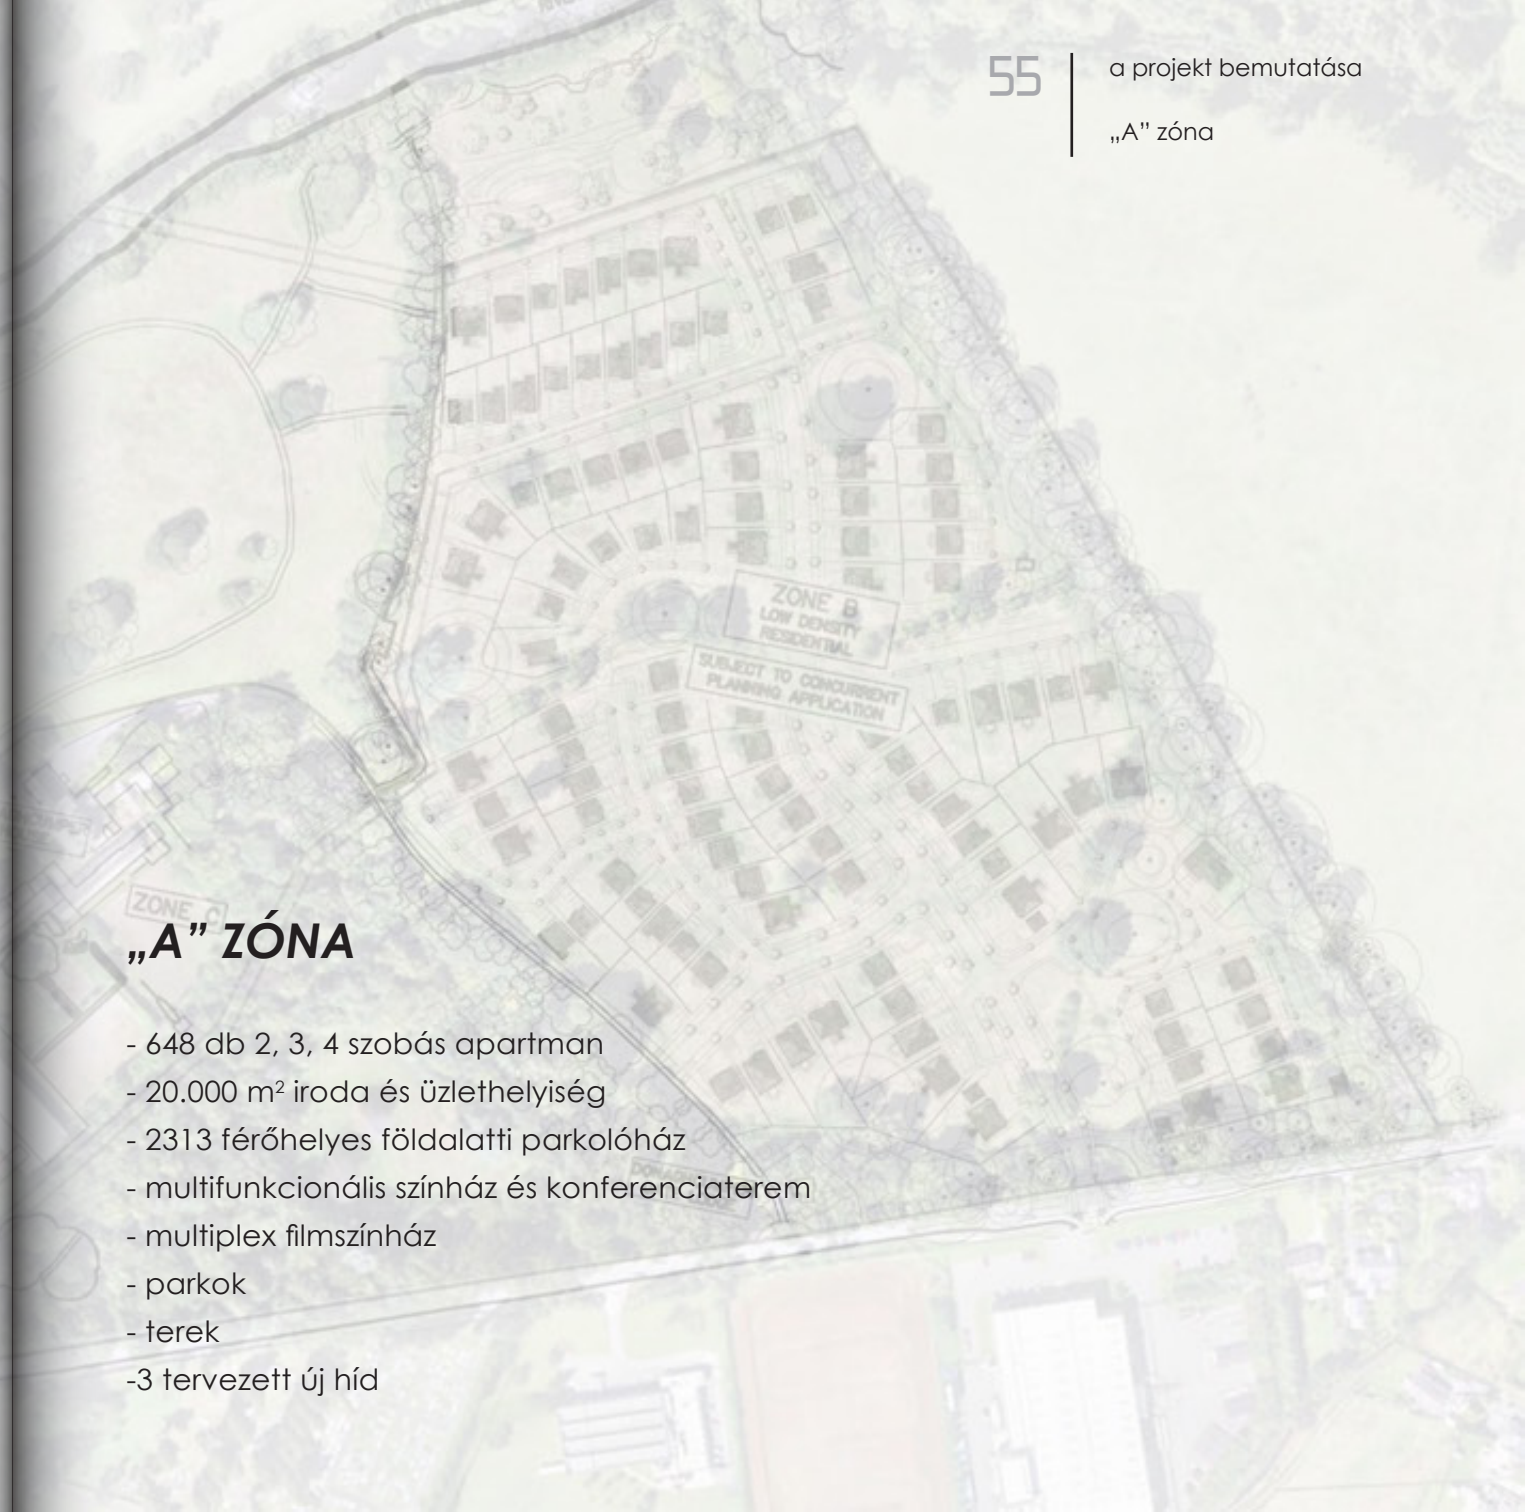 55
a projekt bemutatása
„A” zóna
ZONE B
LOW DENSITY
RESIDENTIAL
SUBJECT TO CONCURRENT
PLANNING APPLICATION
ZONE C
„A” ZÓNA
- 648 db 2, 3, 4 szobás apartman
- 20.000 m² iroda és üzlethelyiség
- 2313 férőhelyes földalatti parkolóház
- multifunkcionális színház és konferenciaterem
- multiplex filmszínház
- parkok
- terek
-3 tervezett új híd